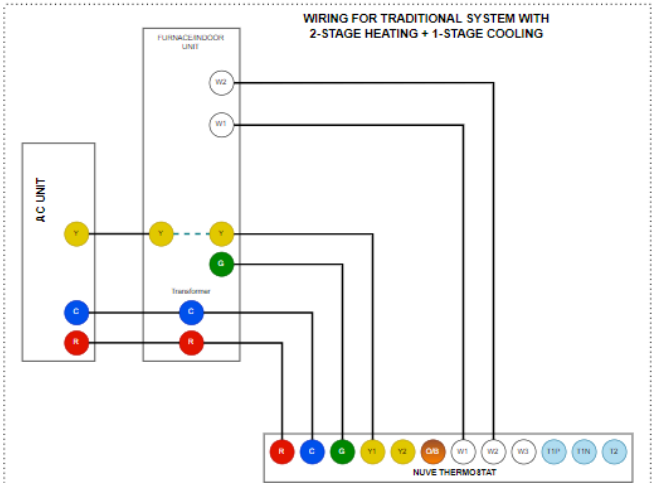 WIRING FOR TRADITIONAL SYSTEM WITH
2-STAGE HEATING + 1-STAGE COOLING
FURNACE/INDOOR
UNIT
W2
W1
AC UNIT
Y Y Y
G
Transformer
C C
R R
R C G Y1 Y2 O/B W1 W2 W3 T1P T1N T2
NUVE THERMOSTAT